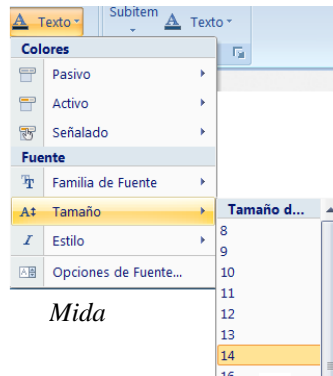 Texto
Subitem
Texto
Colores
Pasivo
Activo
Señalado
Fuente
Familia de Fuente
Tamaño
Estilo
Opciones de Fuente...
Tamaño d...
8
9
10
11
12
13
14
16
Mida